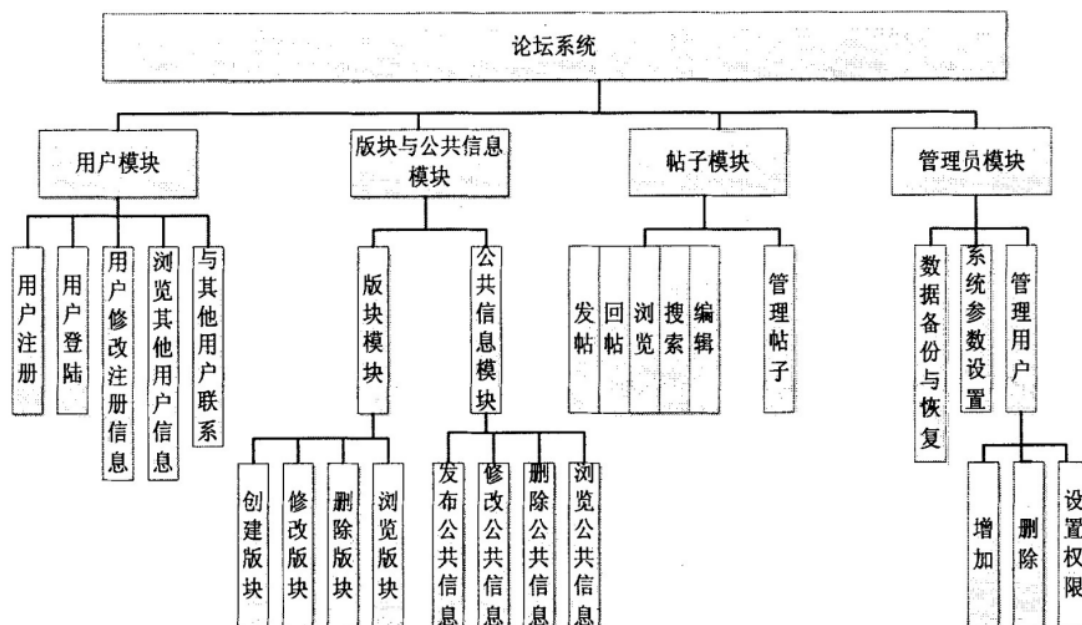 论坛系统
用户模块
版块与公共信息
模块
帖子模块
管理员模块
用户注册
用户登陆
用户修改注册信息
浏览其他用户信息
与其他用户联系
版块模块
公共信息模块
发帖
回帖
浏览
搜索
编辑
管理帖子
数据备份与恢复
系统参数设置
管理用户
创建版块
修改版块
删除版块
浏览版块
发布公共信息
修改公共信息
删除公共信息
浏览公共信息
增加
删除
设置权限